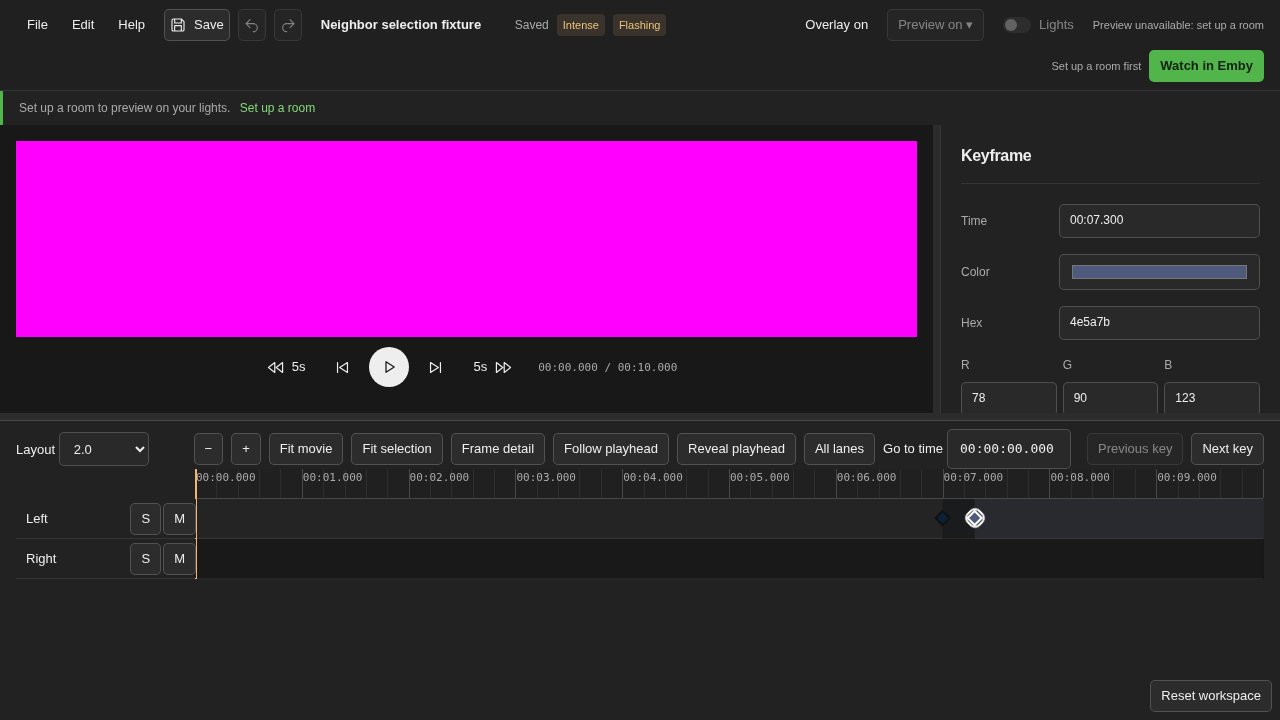 File Edit Help Save Neighbor selection fixture Saved Intense Flashing Overlay on Preview on ▾ Lights Preview unavailable: set up a room
Set up a room first Watch in Emby
Set up a room to preview on your lights. Set up a room
Keyframe
Time 00:07.300
Color
Hex 4e5a7b
R G B
78 90 123
5s 5s 00:00.000 / 00:10.000
Layout 2.0 − + Fit movie Fit selection Frame detail Follow playhead Reveal playhead All lanes Go to time 00:00:00.000 Previous key Next key
00:00.000 00:01.000 00:02.000 00:03.000 00:04.000 00:05.000 00:06.000 00:07.000 00:08.000 00:09.000
Left S M
Right S M
Reset workspace